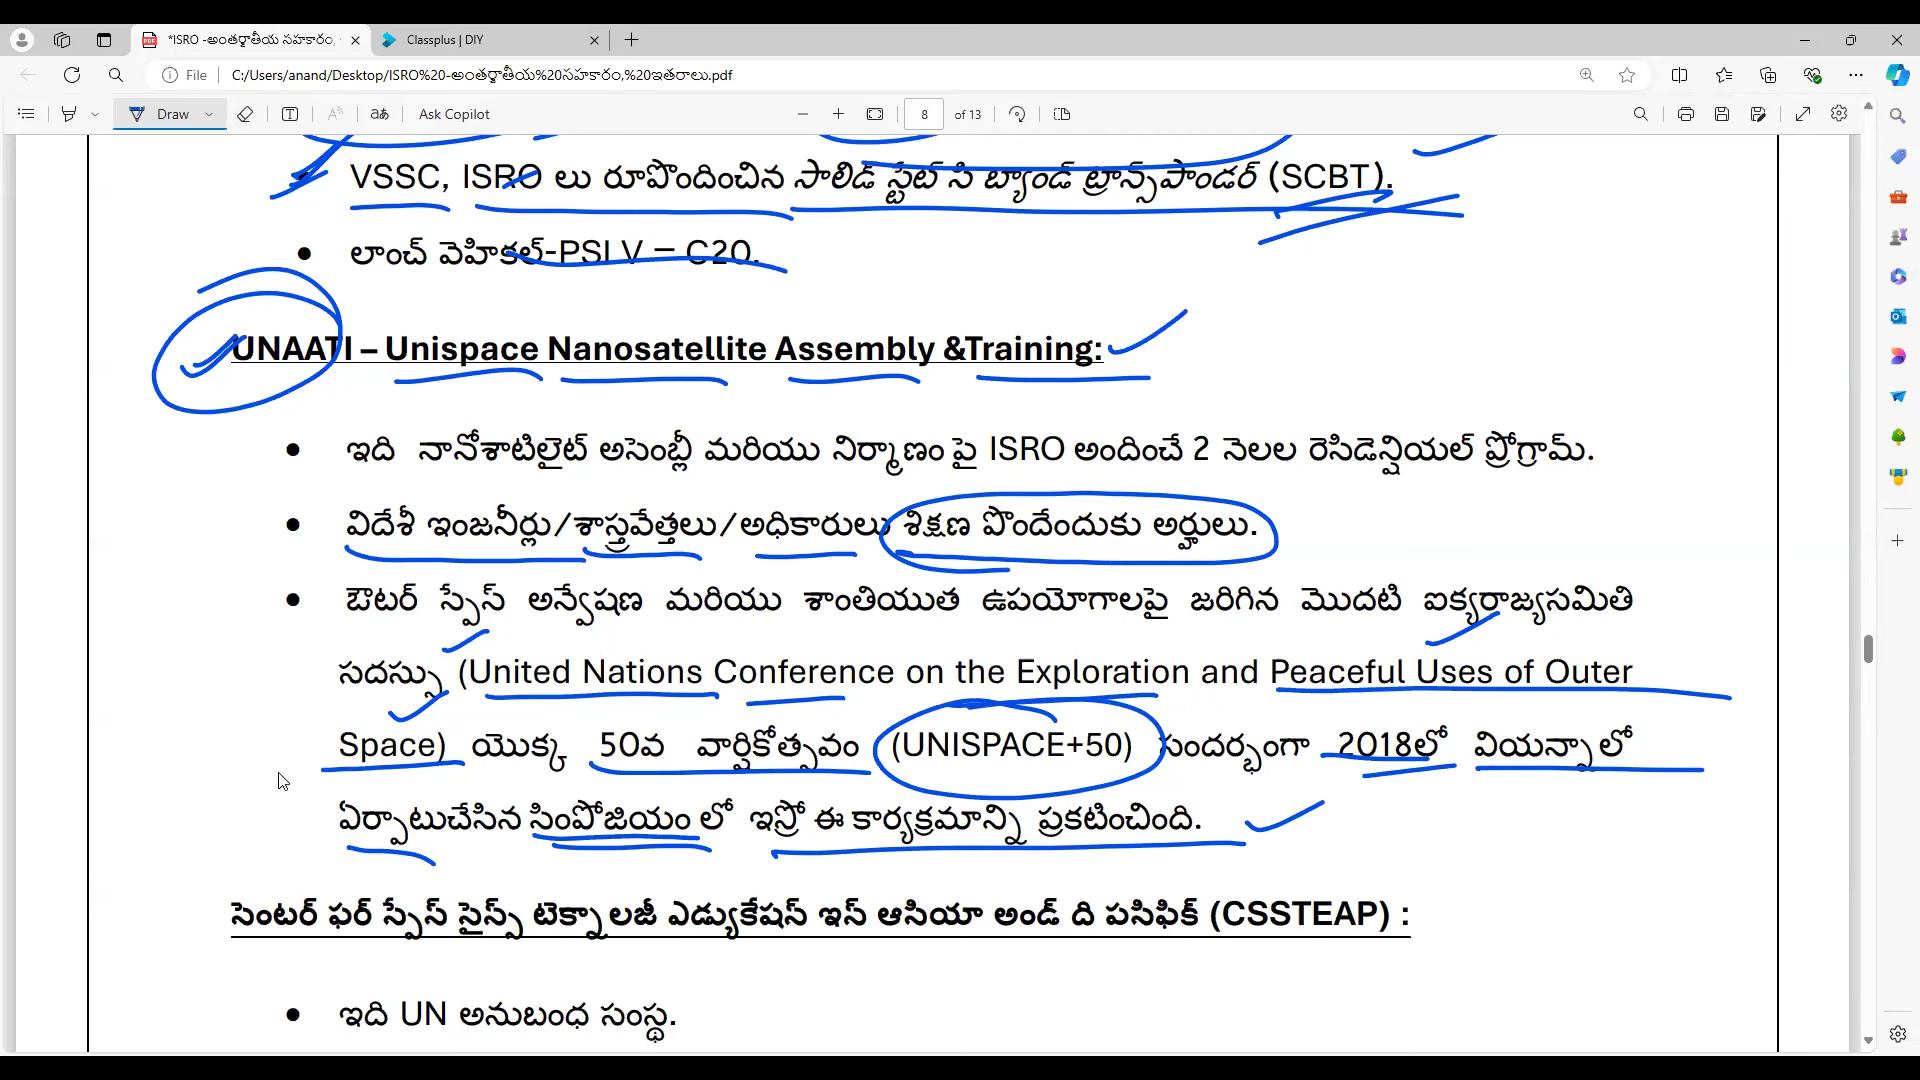 *ISRO -అంతర్జాతీయ సహకారం,
Classplus | DIY
File
C:/Users/anand/Desktop/ISRO%20-అంతర్జాతీయ%20సహకారం,%20ఇతరాలు.pdf
Draw
Ask Copilot
8 of 13
VSSC, ISRO లు రూపొందించిన సాలిడ్ స్టేట్ సి బ్యాండ్ ట్రాన్స్‌పాండర్ (SCBT).
లాంచ్ వెహికల్-PSLV – C20.
UNAATI – Unispace Nanosatellite Assembly &Training:
ఇది నానోశాటిలైట్ అసెంబ్లీ మరియు నిర్మాణం పై ISRO అందించే 2 నెలల రెసిడెన్షియల్ ప్రోగ్రామ్.
విదేశీ ఇంజనీర్లు/శాస్త్రవేత్తలు/అధికారులు శిక్షణ పొందేందుకు అర్హులు.
ఔటర్ స్పేస్ అన్వేషణ మరియు శాంతియుత ఉపయోగాలపై జరిగిన మొదటి ఐక్యరాజ్యసమితి
సదస్సు (United Nations Conference on the Exploration and Peaceful Uses of Outer
Space) యొక్క 50వ వార్షికోత్సవం (UNISPACE+50) సందర్భంగా 2018లో వియన్నాలో
ఏర్పాటుచేసిన సింపోజియం లో ఇస్రో ఈ కార్యక్రమాన్ని ప్రకటించింది.
సెంటర్ ఫర్ స్పేస్ సైన్స్ టెక్నాలజీ ఎడ్యుకేషన్ ఇన్ ఆసియా అండ్ ది పసిఫిక్ (CSSTEAP) :
ఇది UN అనుబంధ సంస్థ.